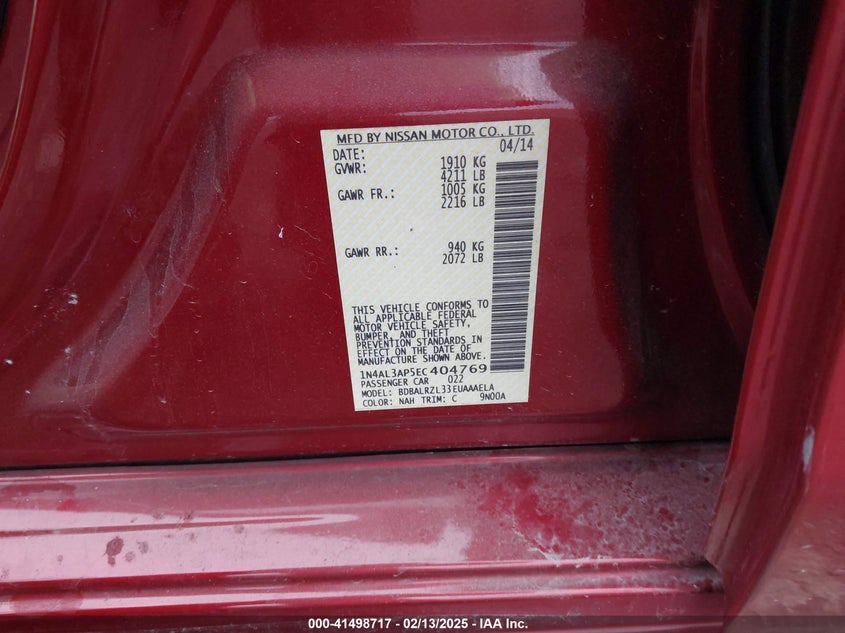 MFD BY NISSAN MOTOR CO., LTD.
DATE: 04/14
GVWR: 1910 KG
4211 LB
GAWR FR.: 1005 KG
2216 LB
GAWR RR.: 940 KG
2072 LB
THIS VEHICLE CONFORMS TO
ALL APPLICABLE FEDERAL
MOTOR VEHICLE SAFETY,
BUMPER, AND THEFT
PREVENTION STANDARDS IN
EFFECT ON THE DATE OF
MANUFACTURE SHOWN ABOVE.
1N4AL3AP5EC404769
PASSENGER CAR 022
MODEL: BDBALRZL33EUAAAELA
COLOR: NAH TRIM: C 9N00A
000-41498717 - 02/13/2025 - IAA Inc.